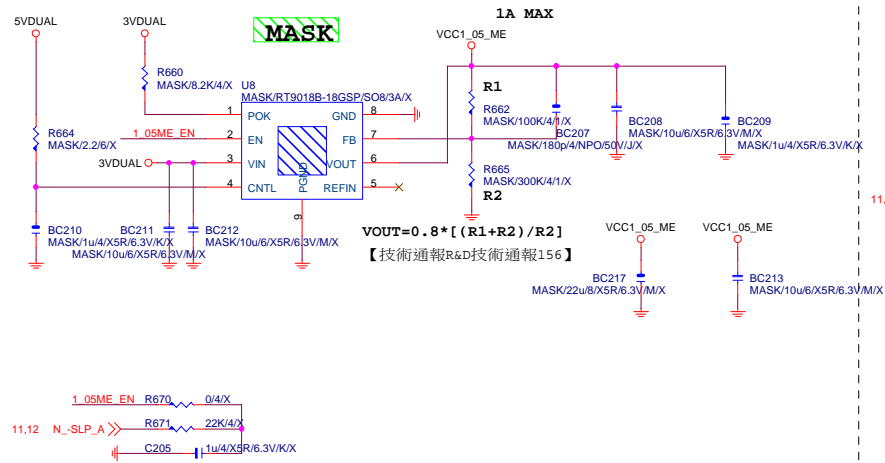 1A MAX
5VDUAL
3VDUAL
MASK
VCC1_05_ME
R660
MASK/8.2K/4/X
U8
MASK/RT9018B-18GSP/SO8/3A/X
R1
R662
MASK/100K/4/1/X
R664
MASK/2.2/6/X
1_05ME_EN
3VDUAL
1
POK
GND
8
2
EN
FB
7
3
VIN
VOUT
6
4
CNTL
REFIN
5
PGND
9
BC207
MASK/180p/4/NPO/50V/J/X
BC208
MASK/10u/6/X5R/6.3V/M/X
BC209
MASK/1u/4/X5R/6.3V/K/X
R665
MASK/300K/4/1/X
R2
BC210
MASK/1u/4/X5R/6.3V/K/X
BC211
MASK/10u/6/X5R/6.3V/M/X
BC212
MASK/10u/6/X5R/6.3V/M/X
VOUT=0.8*[(R1+R2)/R2]
【技術通報R&D技術通報156】
VCC1_05_ME
VCC1_05_ME
BC217
MASK/22u/8/X5R/6.3V/M/X
BC213
MASK/10u/6/X5R/6.3V/M/X
11,
1_05ME_EN
R670
0/4/X
11,12
N_-SLP_A
R671
22K/4/X
C205
1u/4/X5R/6.3V/K/X